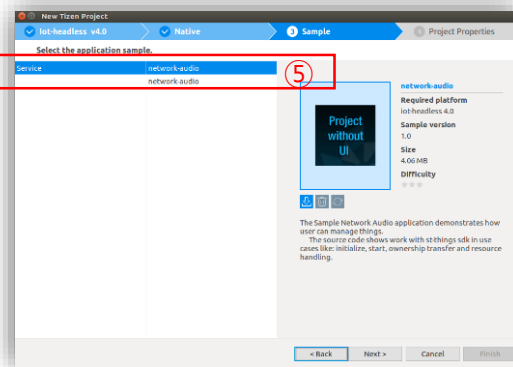 New Tizen Project
Iot-headless v4.0
Native
3 Sample
4 Project Properties
Select the application sample.
Service
network-audio
network-audio
⑤
Project
without
UI
network-audio
Required platform
iot-headless 4.0
Sample version
1.0
Size
4.06 MB
Difficulty
The Sample Network Audio application demonstrates how
user can manage things.
The source code shows work with st-things sdk in use
cases like: initialize, start, ownership transfer and resource
handling.
< Back
Next >
Cancel
Finish